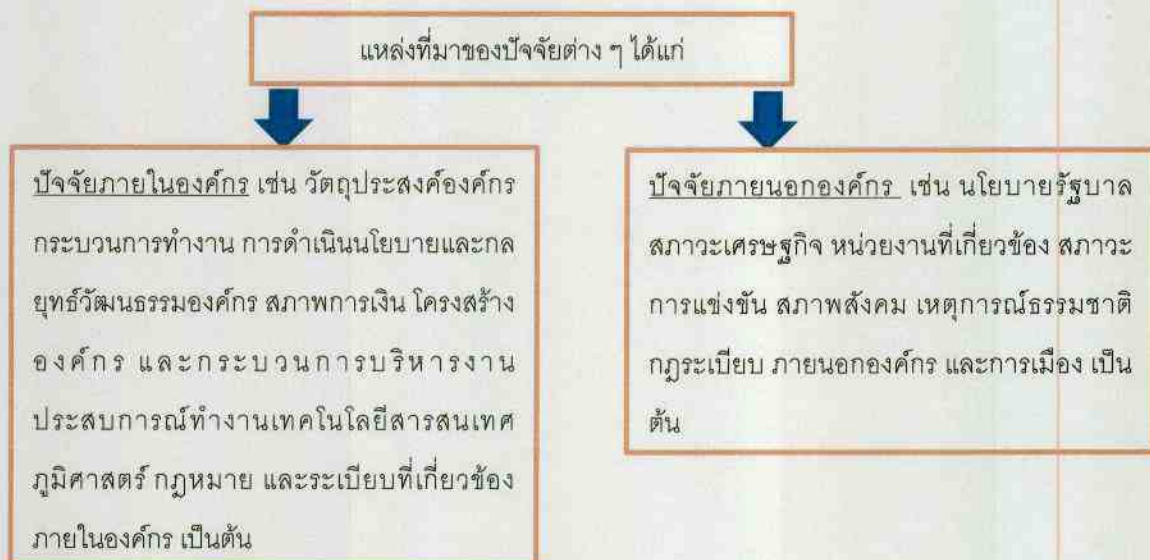 แหล่งที่มาของปัจจัยต่าง ๆ ได้แก่
ปัจจัยภายในองค์กร เช่น วัตถุประสงค์องค์กร
กระบวนการทำงาน การดำเนินนโยบายและกล
ยุทธ์วัฒนธรรมองค์กร สภาพการเงิน โครงสร้าง
องค์กร และกระบวนการบริหารงาน
ประสบการณ์ทำงานเทคโนโลยีสารสนเทศ
ภูมิศาสตร์ กฎหมาย และระเบียบที่เกี่ยวข้อง
ภายในองค์กร เป็นต้น
ปัจจัยภายนอกองค์กร เช่น นโยบายรัฐบาล
สภาวะเศรษฐกิจ หน่วยงานที่เกี่ยวข้อง สภาวะ
การแข่งขัน สภาพสังคม เหตุการณ์ธรรมชาติ
กฎระเบียบ ภายนอกองค์กร และการเมือง เป็น
ต้น